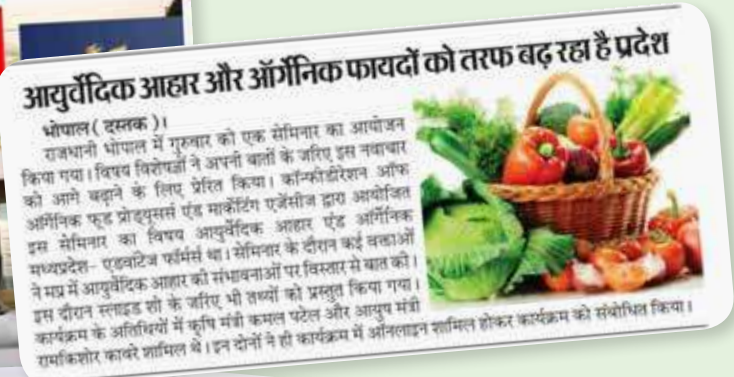 आयुर्वेदिक आहार और ऑर्गेनिक फायदों को तरफ बढ़ रहा है प्रदेश
भोपाल( दस्तक )।
राजधानी भोपाल में गुरुवार को एक सेमिनार का आयोजन
किया गया। विषय विशेषज्ञों ने अपनी बातों के जरिए इस नवाचार
को आगे बढ़ाने के लिए प्रेरित किया। कॉन्फेडीरेशन ऑफ
ऑर्गेनिक फूड प्रोड्यूसर्स एंड मार्केटिंग एजेंसीज द्वारा आयोजित
इस सेमिनार का विषय आयुर्वेदिक आहार एंड ऑर्गेनिक
मध्यप्रदेश- एडवांटेज फॉर्मर्स था। सेमिनार के दौरान कई वक्ताओं
ने मप्र में आयुर्वेदिक आहार की संभावनाओं पर विस्तार से बात की।
इस दौरान स्लाइड शो के जरिए भी तथ्यों को प्रस्तुत किया गया।
कार्यक्रम के अतिथियों में कृषि मंत्री कमल पटेल और आयुष मंत्री
रामकिशोर कावरे शामिल थे। इन दोनों ने ही कार्यक्रम में ऑनलाइन शामिल होकर कार्यक्रम को संबोधित किया।